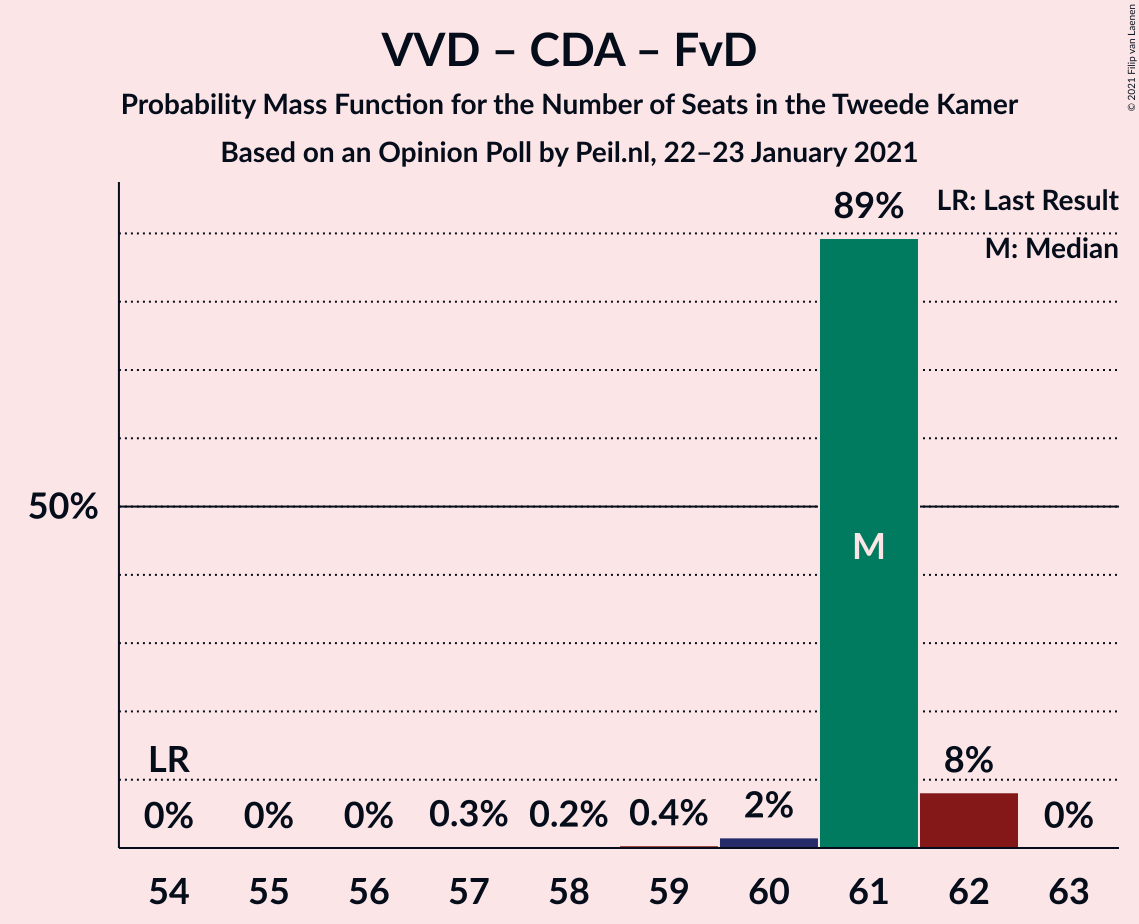 VVD – CDA – FvD
Probability Mass Function for the Number of Seats in the Tweede Kamer
Based on an Opinion Poll by Peil.nl, 22–23 January 2021
© 2021 Filip van Laenen
LR: Last Result
M: Median
50%
89%
M
LR
0% 0% 0% 0.3% 0.2% 0.4% 2% 8% 0%
54 55 56 57 58 59 60 61 62 63